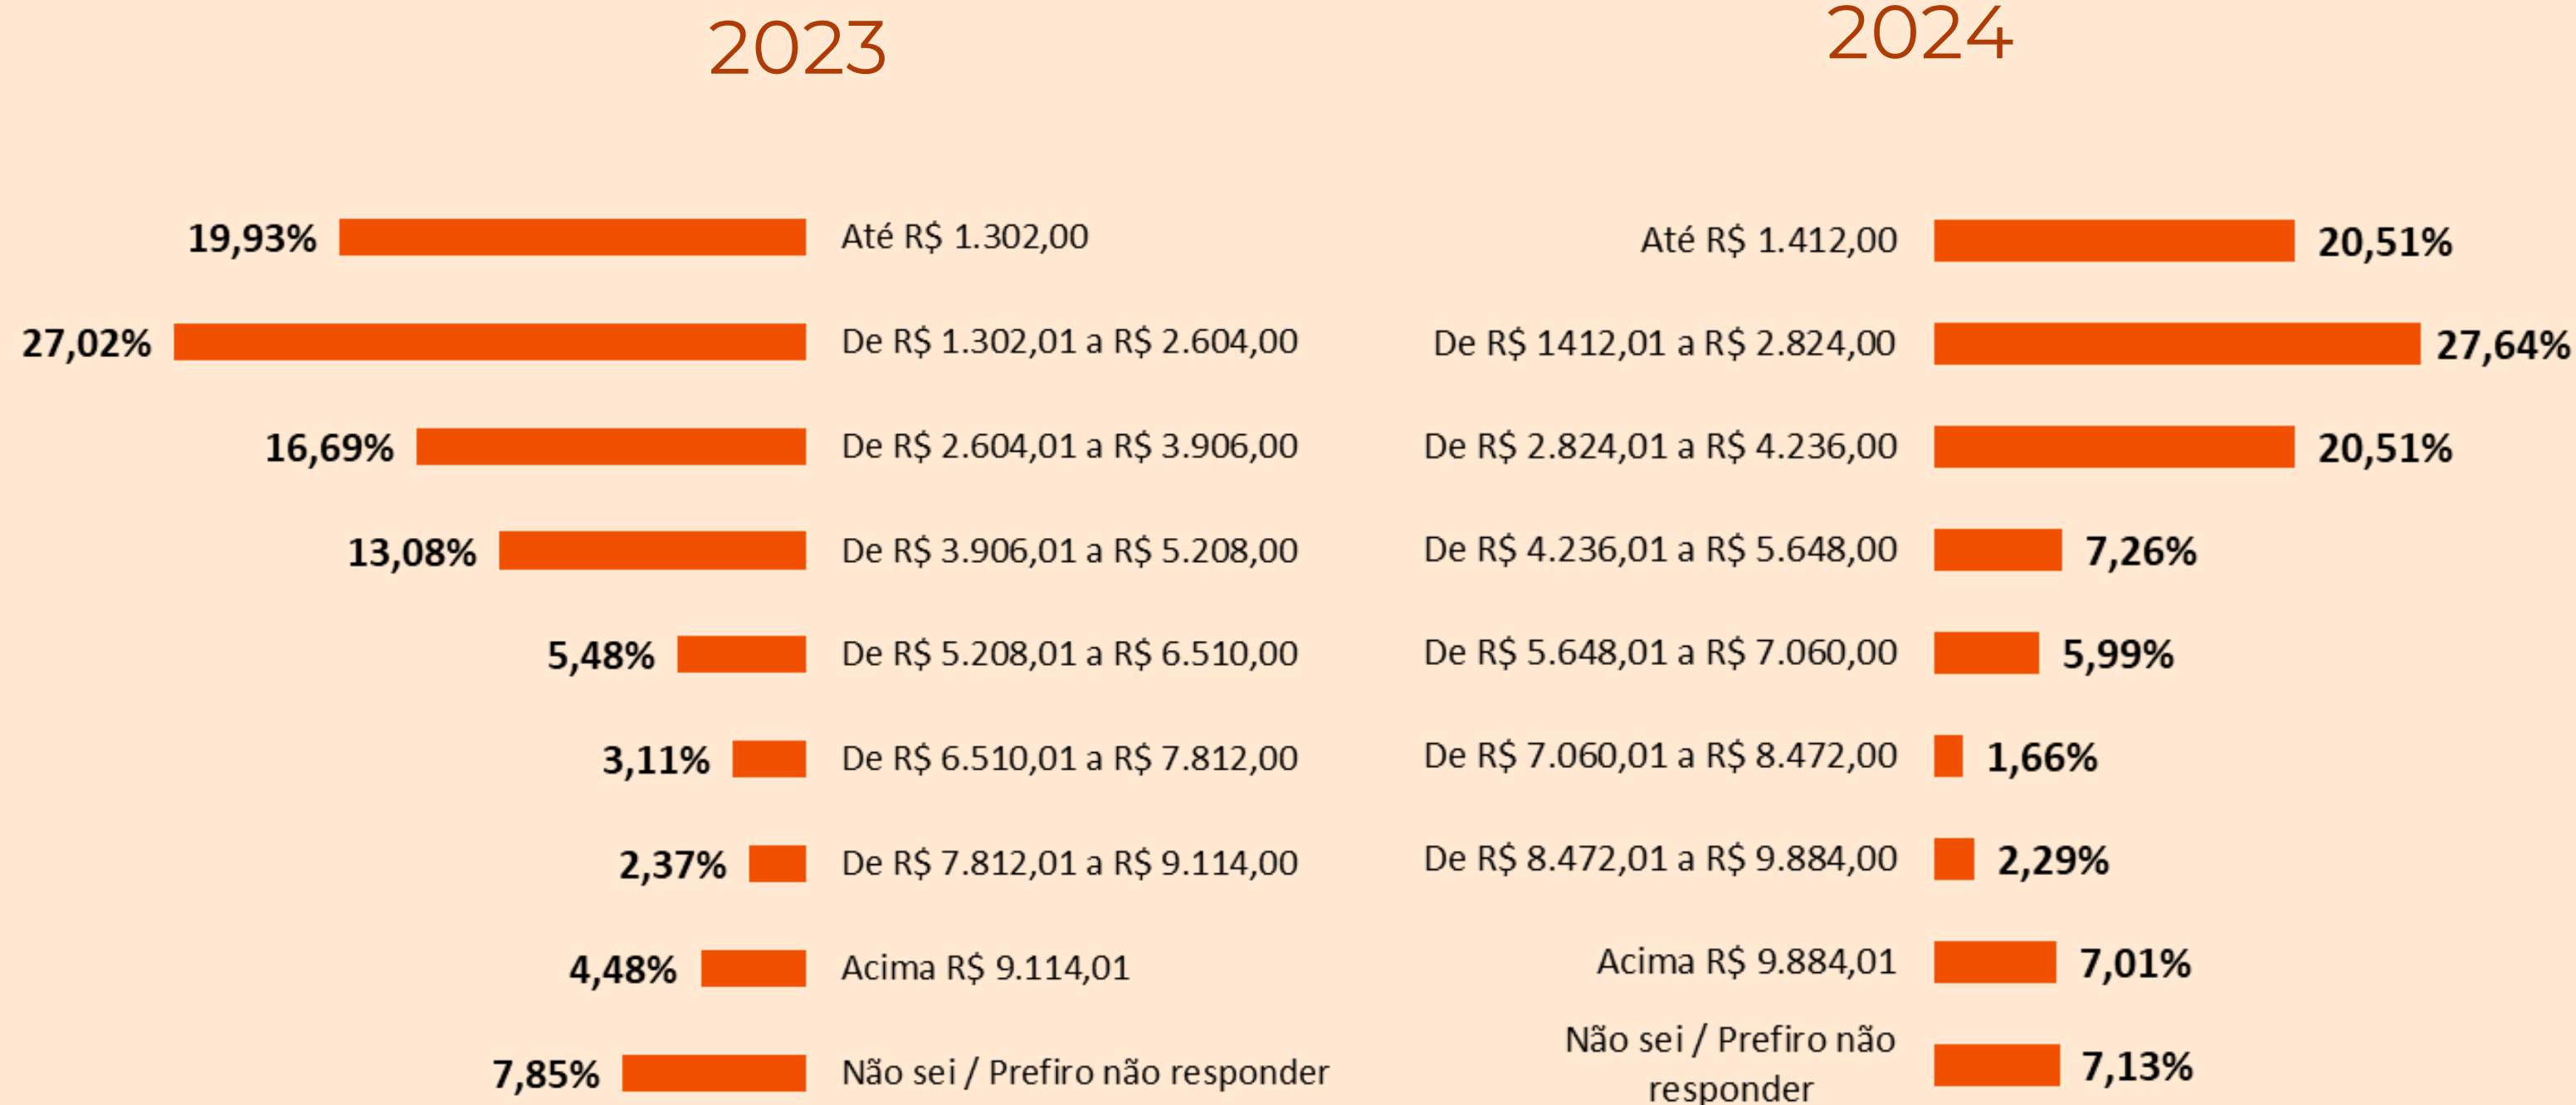 2023
19,93% Até R$ 1.302,00
27,02% De R$ 1.302,01 a R$ 2.604,00
16,69% De R$ 2.604,01 a R$ 3.906,00
13,08% De R$ 3.906,01 a R$ 5.208,00
5,48% De R$ 5.208,01 a R$ 6.510,00
3,11% De R$ 6.510,01 a R$ 7.812,00
2,37% De R$ 7.812,01 a R$ 9.114,00
4,48% Acima R$ 9.114,01
7,85% Não sei / Prefiro não responder
2024
Até R$ 1.412,00 20,51%
De R$ 1412,01 a R$ 2.824,00 27,64%
De R$ 2.824,01 a R$ 4.236,00 20,51%
De R$ 4.236,01 a R$ 5.648,00 7,26%
De R$ 5.648,01 a R$ 7.060,00 5,99%
De R$ 7.060,01 a R$ 8.472,00 1,66%
De R$ 8.472,01 a R$ 9.884,00 2,29%
Acima R$ 9.884,01 7,01%
Não sei / Prefiro não
responder 7,13%